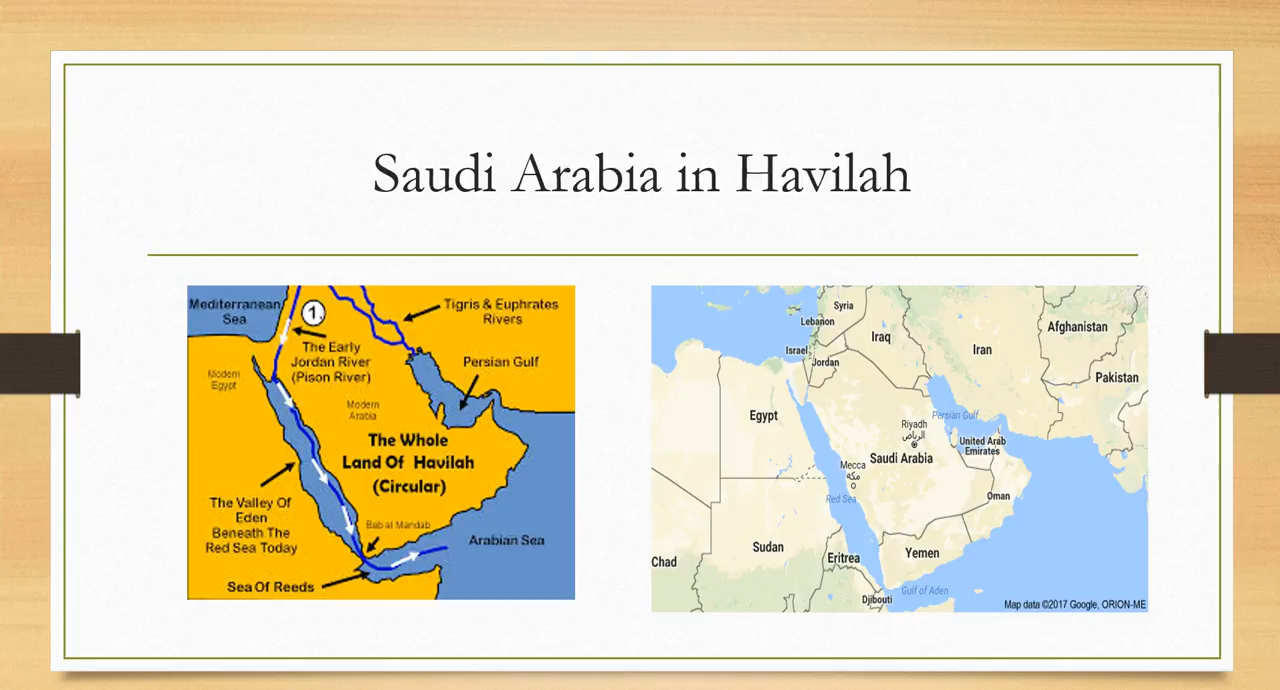 Saudi Arabia in Havilah
Mediterranean
Sea
1.
Tigris & Euphrates
Rivers
The Early
Jordan River
(Pison River)
Persian Gulf
Modern
Egypt
Modern
Arabia
The Whole
Land Of Havilah
(Circular)
The Valley Of
Eden
Beneath The
Red Sea Today
Bab al Mandab
Arabian Sea
Sea Of Reeds
Syria
Lebanon
Israel
Jordan
Iraq
Iran
Afghanistan
Pakistan
Egypt
Persian Gulf
Riyadh
الرياض
Saudi Arabia
United Arab
Emirates
Mecca
مكة
Oman
Red Sea
Chad
Sudan
Eritrea
Yemen
Djibouti
Gulf of Aden
Map data ©2017 Google, ORION-ME